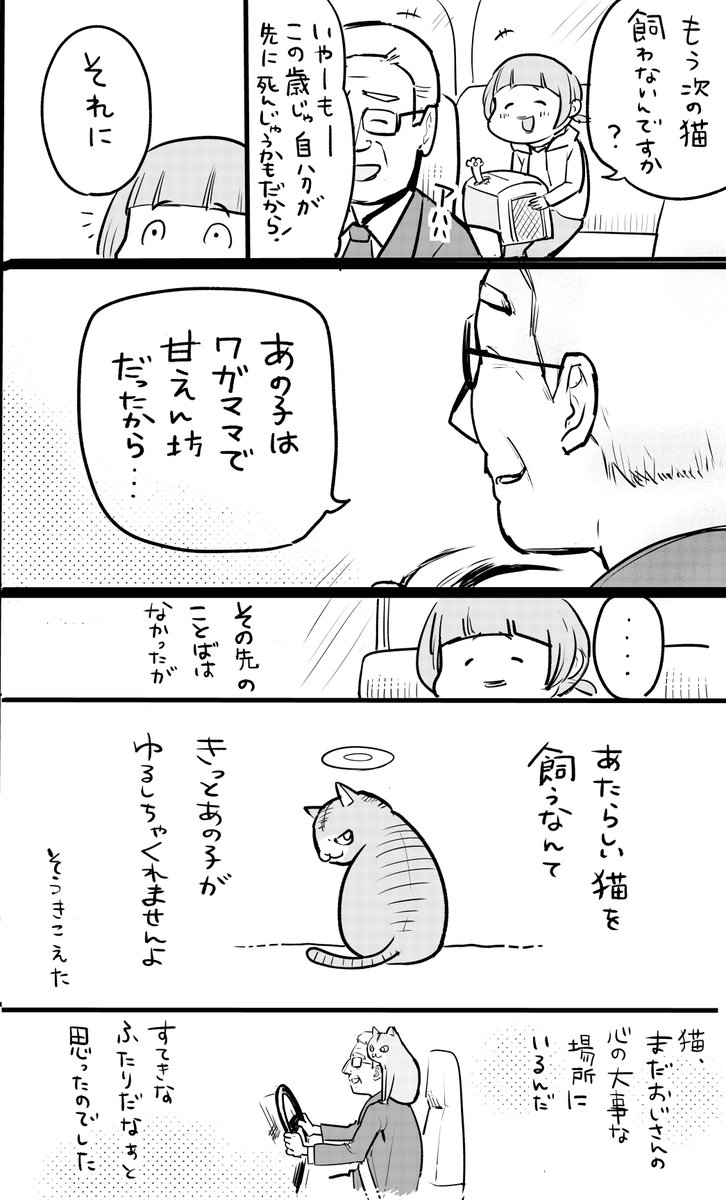 もう次の猫
飼わないんですか
?
いやーもー
この歳じゃ自分が
先に死んじゃうかもだから!
アハハ
それに
あの子は
ワガママで
甘えん坊
だったから…
....
その先の
ことばは
なかったが
あたらしい猫を
飼うなんて
きっとあの子が
ゆるしちゃくれませんよ
そうきこえた
猫、
まだおじさんの
心の大事な
場所に
いるんだ
すてきな
ふたりだなぁと
思ったのでした